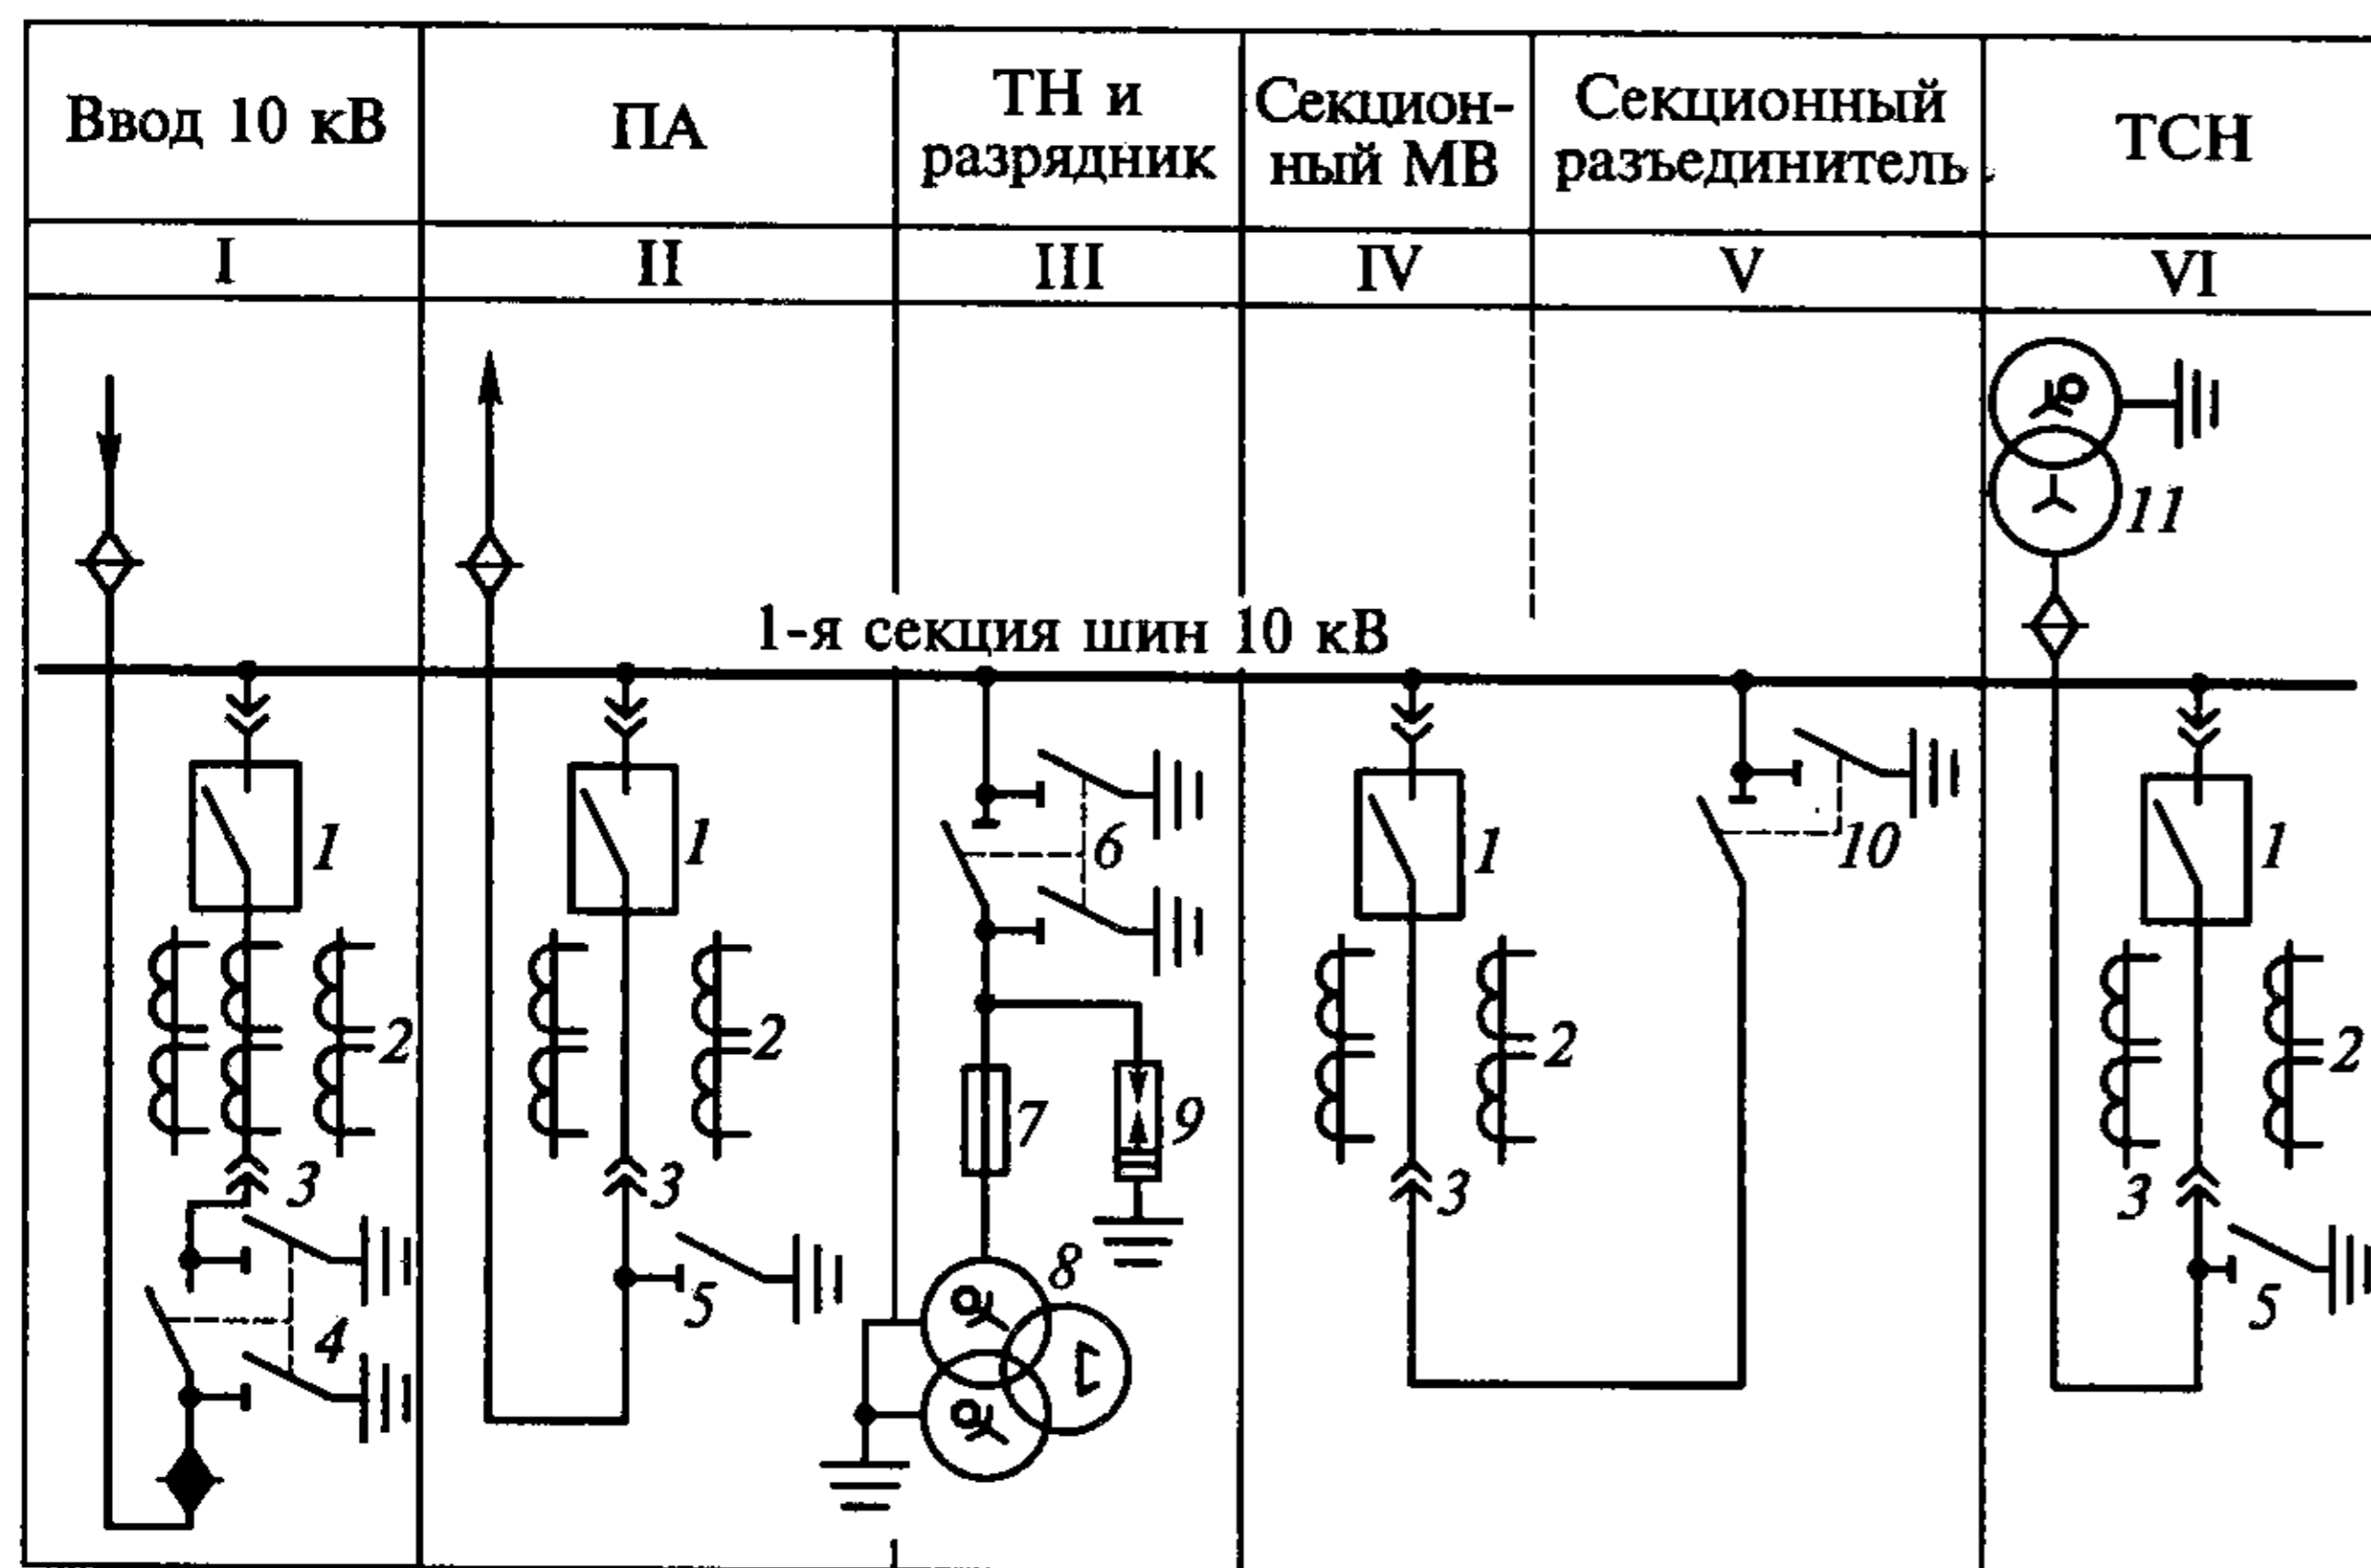 Ввод 10 кВ
ПА
ТН и
разрядник
Секцион-
ный МВ
Секционный
разъединитель
ТСН
I
II
III
IV
V
VI
11
1-я секция шин 10 кВ
1
1
6
1
10
1
2
2
7
9
2
2
3
3
3
3
4
5
8
5